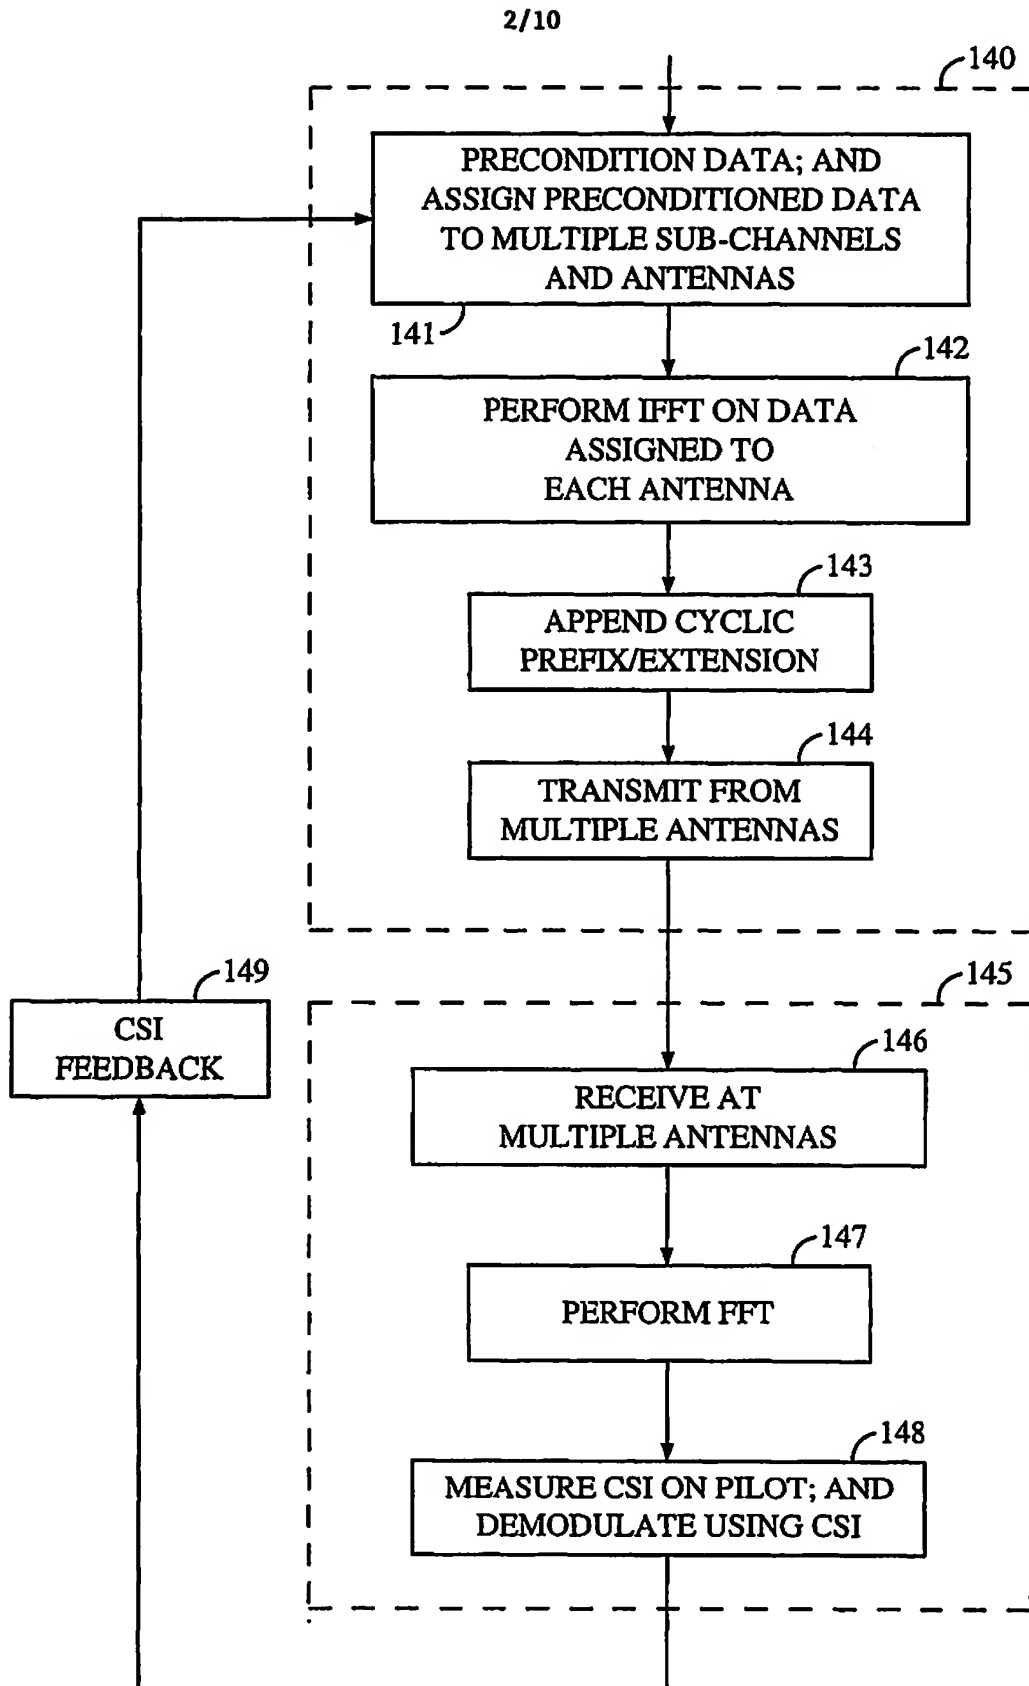 2/10
140
PRECONDITION DATA; AND
ASSIGN PRECONDITIONED DATA
TO MULTIPLE SUB-CHANNELS
AND ANTENNAS
141
142
PERFORM IFFT ON DATA
ASSIGNED TO
EACH ANTENNA
143
APPEND CYCLIC
PREFIX/EXTENSION
144
TRANSMIT FROM
MULTIPLE ANTENNAS
149
CSI
FEEDBACK
145
146
RECEIVE AT
MULTIPLE ANTENNAS
147
PERFORM FFT
148
MEASURE CSI ON PILOT; AND
DEMODULATE USING CSI